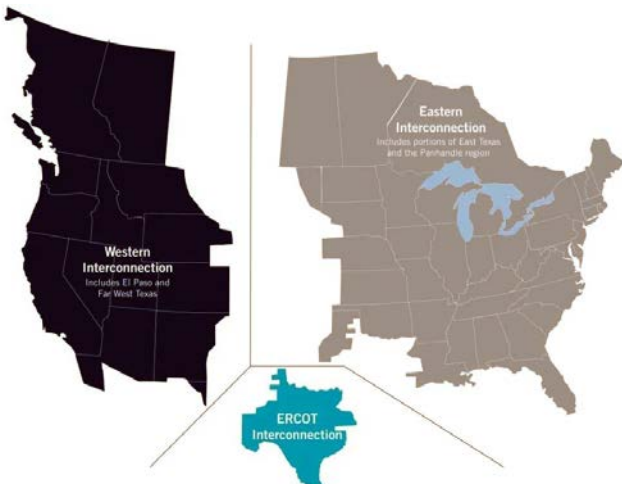 Western
Interconnection
Includes El Paso and
Far West Texas
Eastern
Interconnection
Includes portions of East Texas
and the Panhandle region
ERCOT
Interconnection